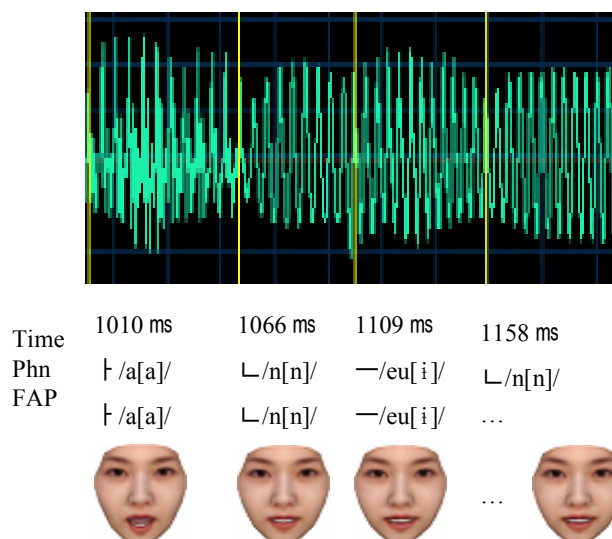 Time 1010 ms 1066 ms 1109 ms 1158 ms
Phn ㅏ/a[a]/ ㄴ/n[n]/ ㅡ/eu[ɨ]/ ㄴ/n[n]/
FAP ㅏ/a[a]/ ㄴ/n[n]/ ㅡ/eu[ɨ]/ …
…